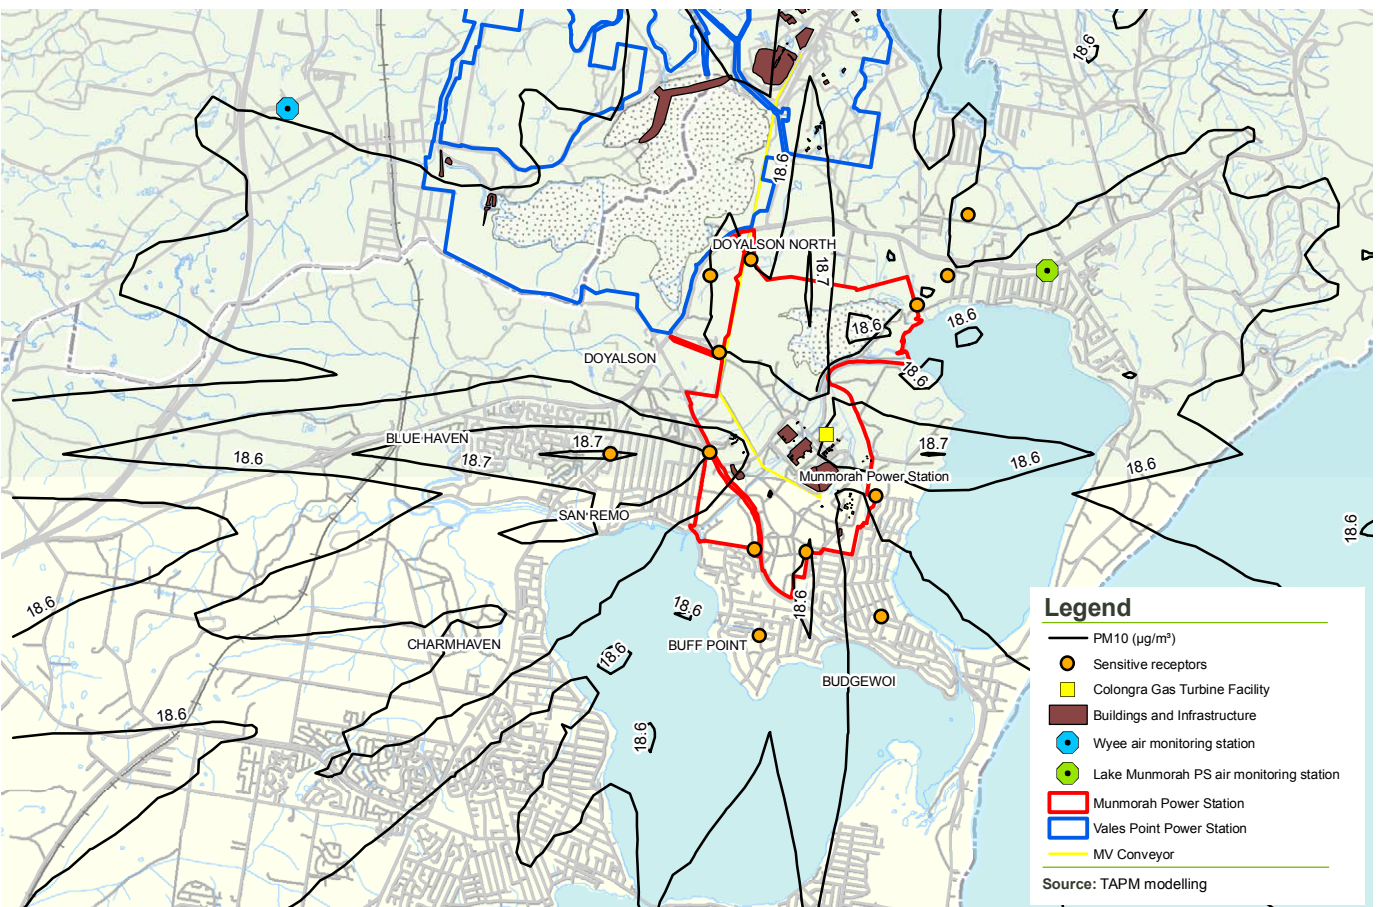 18.6
18.6
DOYALSON NORTH
18.7
18.6
18.6
DOYALSON
18.6
BLUE HAVEN
18.7
18.7
18.6
18.7
18.6
18.6
Munmorah Power Station
SAN REMO
18.6
18.6
18.6
18.6
CHARMHAVEN
BUFF POINT
18.6
BUDGEWOI
18.6
18.6
Legend
PM10 (µg/m³)
Sensitive receptors
Colongra Gas Turbine Facility
Buildings and Infrastructure
Wyee air monitoring station
Lake Munmorah PS air monitoring station
Munmorah Power Station
Vales Point Power Station
MV Conveyor
Source: TAPM modelling